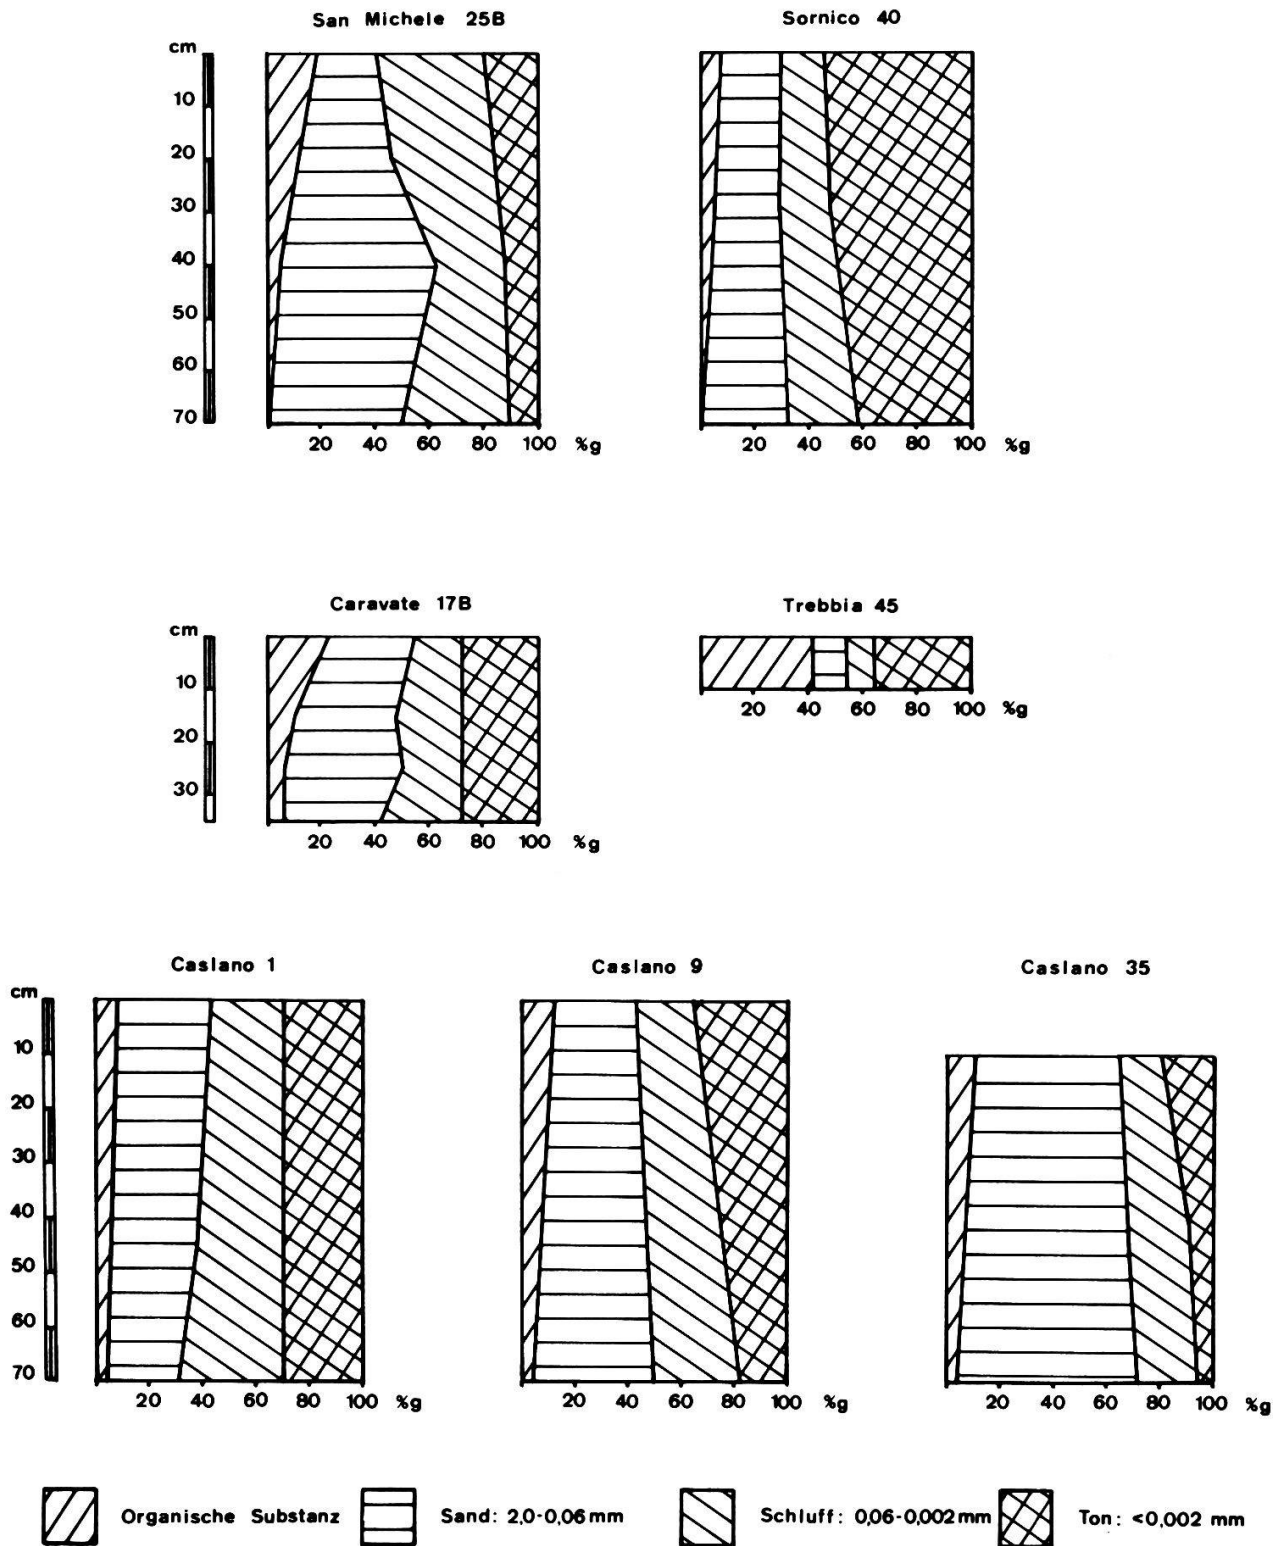 San Michele 25B
Sornico 40
cm
10
20
30
40
50
60
70
20 40 60 80 100 %g
20 40 60 80 100 %g
Caravate 17B
Trebbia 45
cm
10
20
30
20 40 60 80 100 %g
20 40 60 80 100 %g
Caslano 1
Caslano 9
Caslano 35
cm
10
20
30
40
50
60
70
20 40 60 80 100 %g
20 40 60 80 100 %g
20 40 60 80 100 %g
Organische Substanz
Sand: 2,0-0,06 mm
Schluff: 0,06-0,002 mm
Ton: <0,002 mm